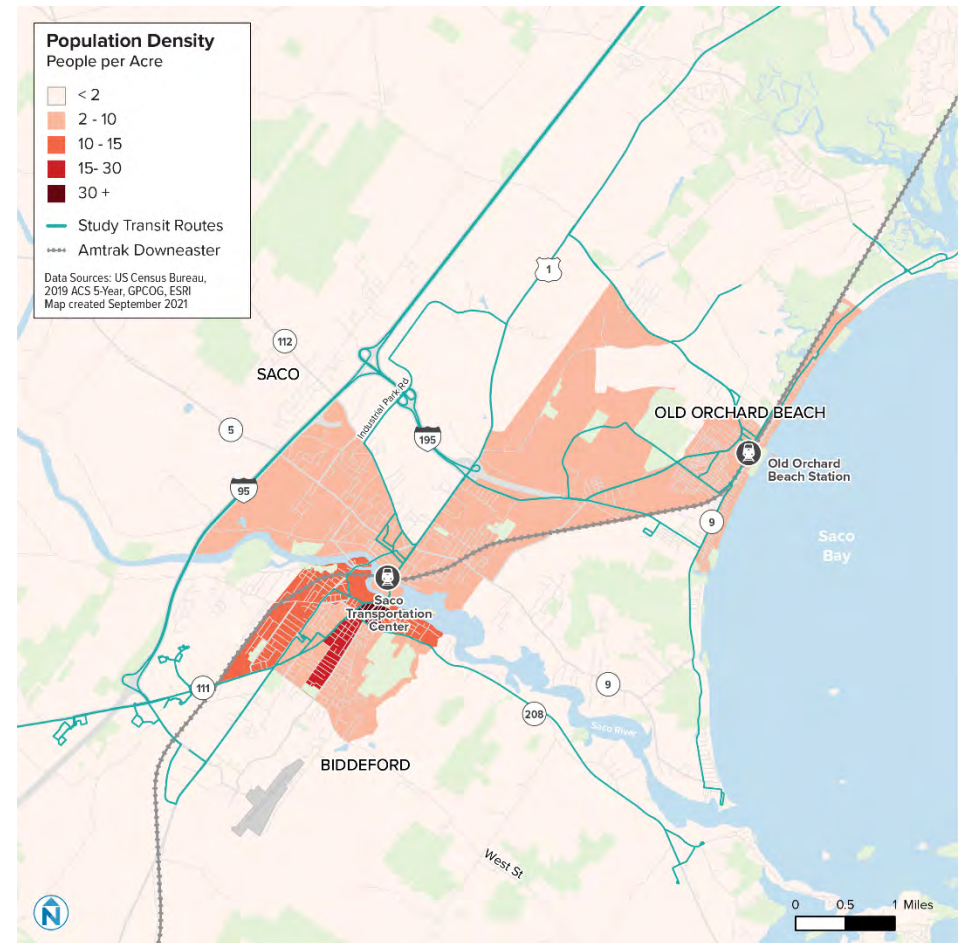 Population Density
People per Acre
< 2
2 - 10
10 - 15
15- 30
30 +
Study Transit Routes
Amtrak Downeaster
Data Sources: US Census Bureau,
2019 ACS 5-Year, GPCOG, ESRI
Map created September 2021
1
112
SACO
Industrial Park Rd
5
195
OLD ORCHARD BEACH
Old Orchard
Beach Station
95
9
Saco
Bay
Saco
Transportation
Center
111
9
208
Saco River
BIDDEFORD
West St
N
0 0.5 1 Miles